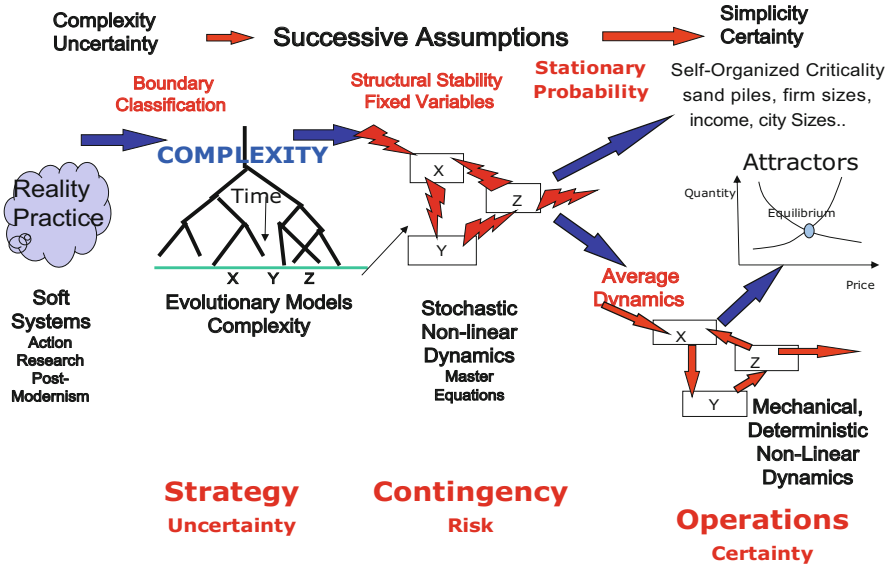 Complexity
Uncertainty
Successive Assumptions
Simplicity
Certainty
Boundary
Classification
Structural Stability
Fixed Variables
Stationary
Probability
Self-Organized Criticality
sand piles, firm sizes,
income, city Sizes..
Reality
Practice
COMPLEXITY
Time
X Y Z
Evolutionary Models
Complexity
Soft
Systems
Action
Research
Post-
Modernism
X
Z
Y
Stochastic
Non-linear
Dynamics
Master
Equations
Attractors
Quantity
Equilibrium
Price
Average
Dynamics
X
Z
Y
Mechanical,
Deterministic
Non-Linear
Dynamics
Strategy
Uncertainty
Contingency
Risk
Operations
Certainty